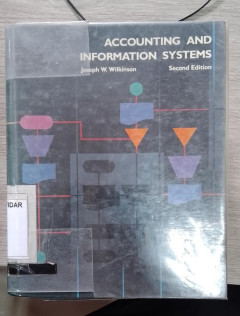 ACCOUNTING AND
INFORMATION SYSTEMS
Joseph W. Wilkinson Second Edition
IDAR